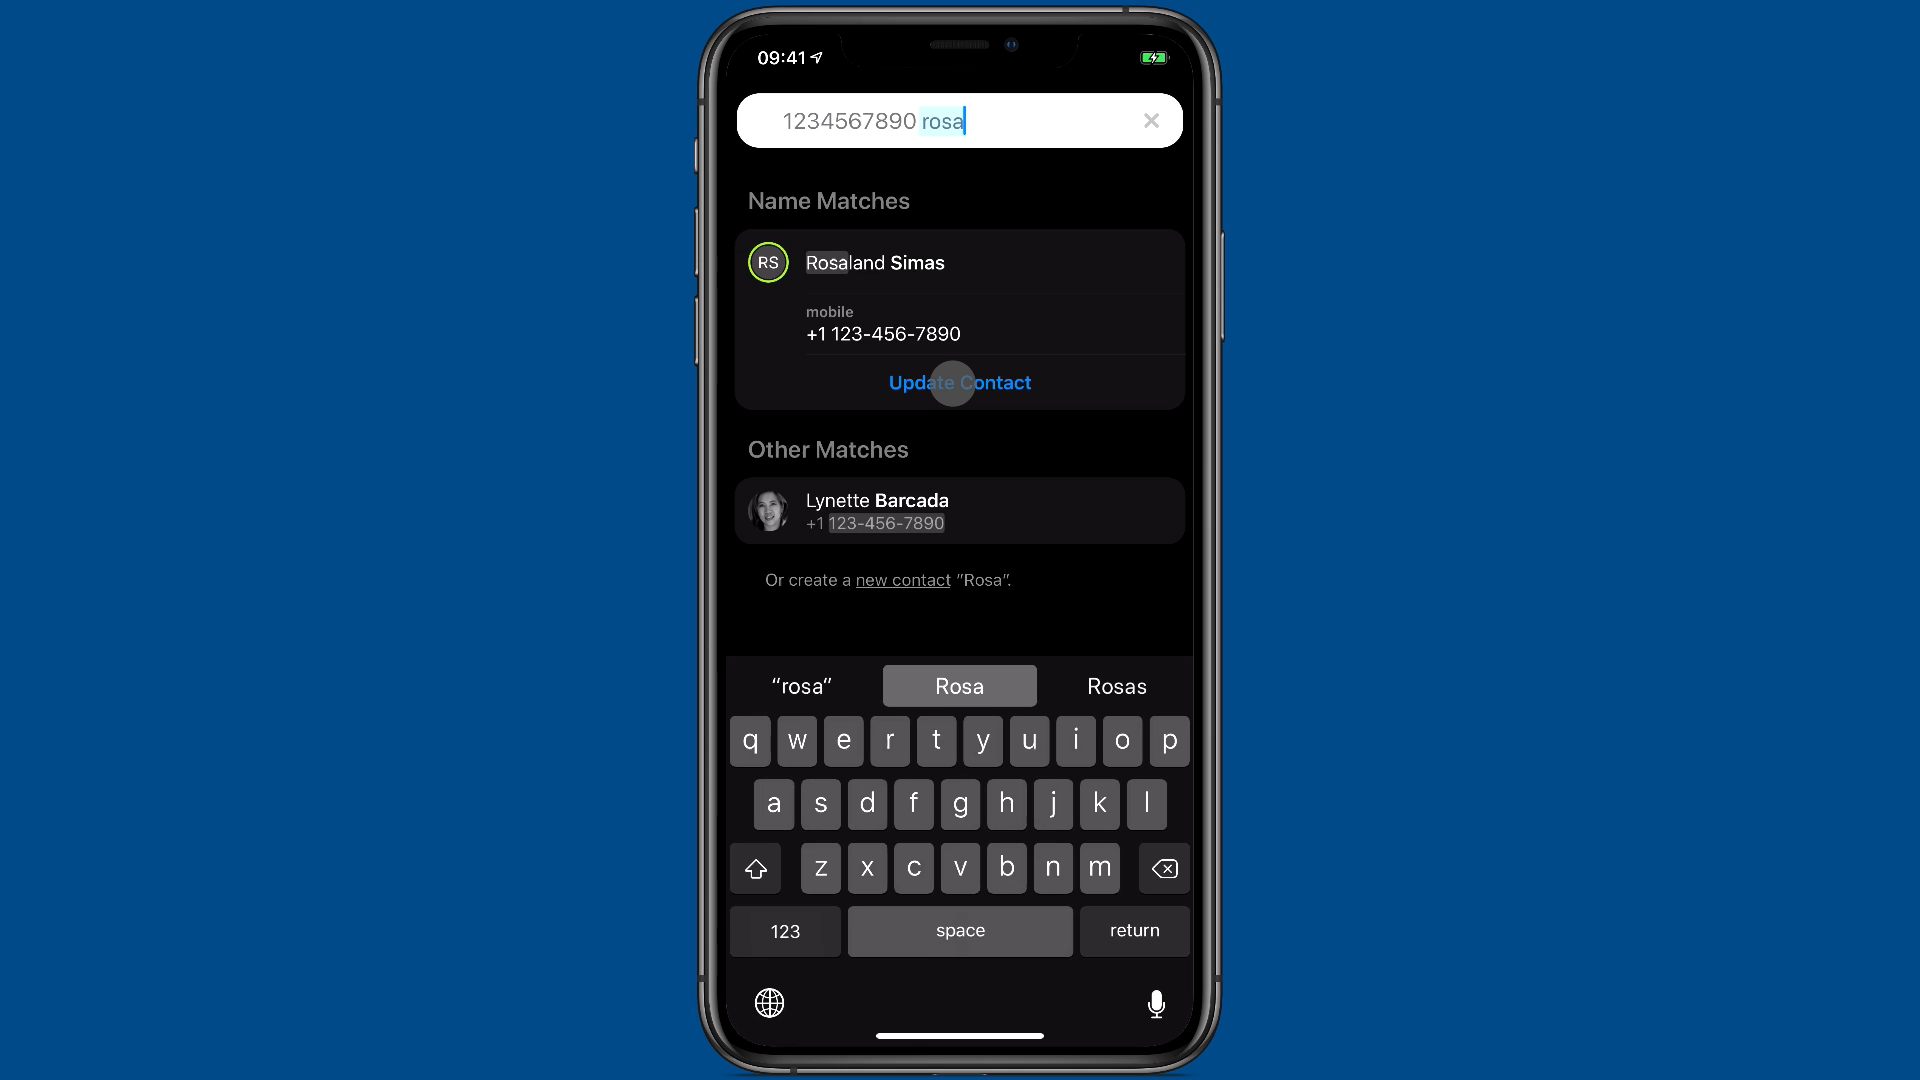 09:41
1234567890 rosa
Name Matches
RS
Rosaland Simas
mobile
+1 123-456-7890
Update Contact
Other Matches
Lynette Barcada
+1 123-456-7890
Or create a new contact "Rosa".
“rosa” Rosa Rosas
q w e r t y u i o p
a s d f g h j k l
z x c v b n m
123 space return